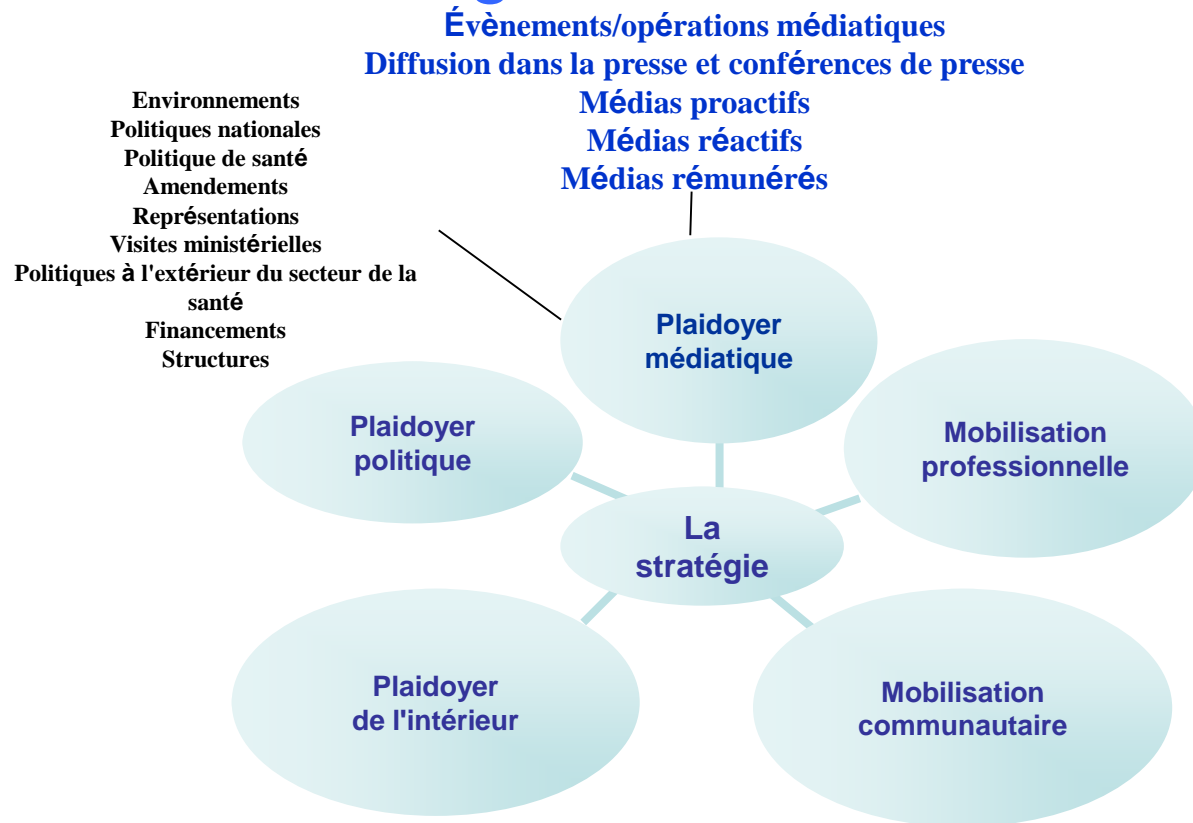 Évènements/opérations médiatiques
Diffusion dans la presse et conférences de presse
Médias proactifs
Médias réactifs
Médias rémunérés
Environnements
Politiques nationales
Politique de santé
Amendements
Représentations
Visites ministérielles
Politiques à l'extérieur du secteur de la
santé
Financements
Structures
Plaidoyer
médiatique
Plaidoyer
politique
Mobilisation
professionnelle
La
stratégie
Plaidoyer
de l'intérieur
Mobilisation
communautaire